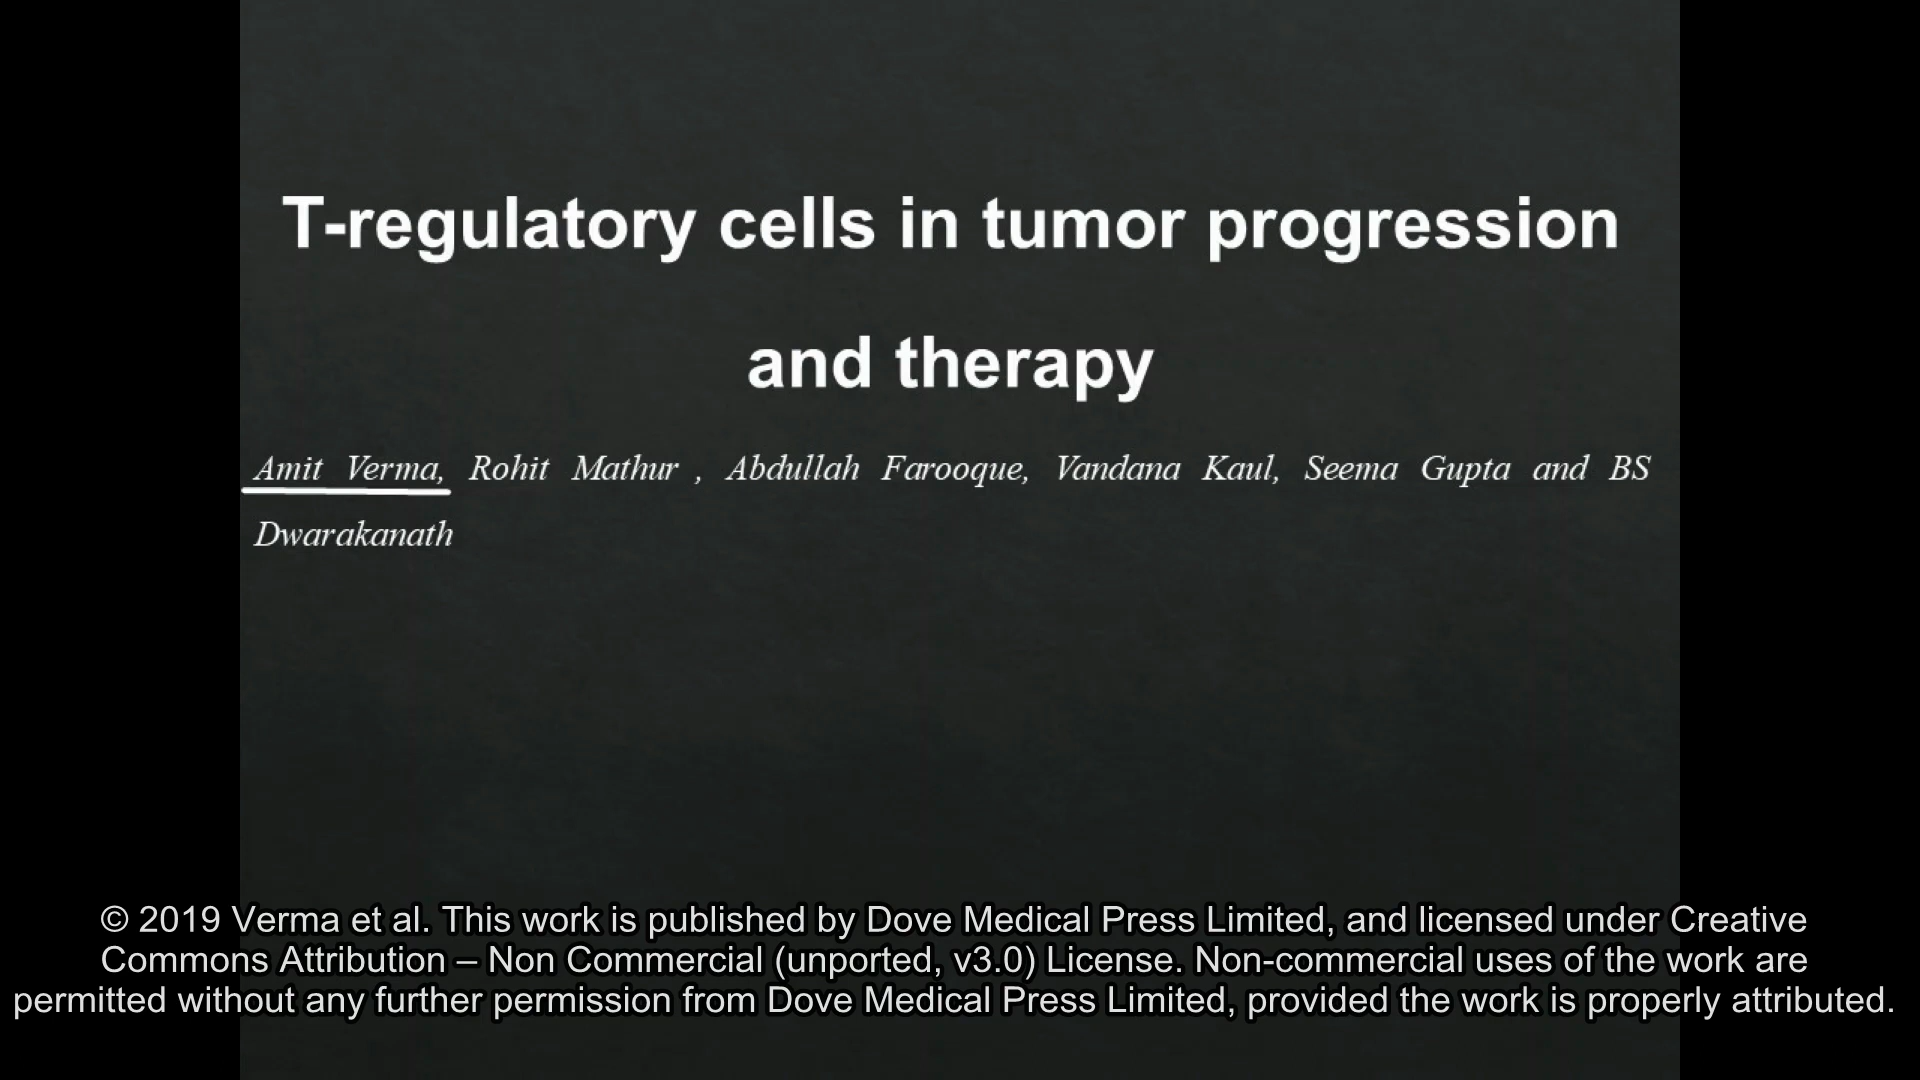 T-regulatory cells in tumor progression
and therapy
Amit Verma, Rohit Mathur , Abdullah Farooque, Vandana Kaul, Seema Gupta and BS
Dwarakanath
© 2019 Verma et al. This work is published by Dove Medical Press Limited, and licensed under Creative
Commons Attribution – Non Commercial (unported, v3.0) License. Non-commercial uses of the work are
permitted without any further permission from Dove Medical Press Limited, provided the work is properly attributed.